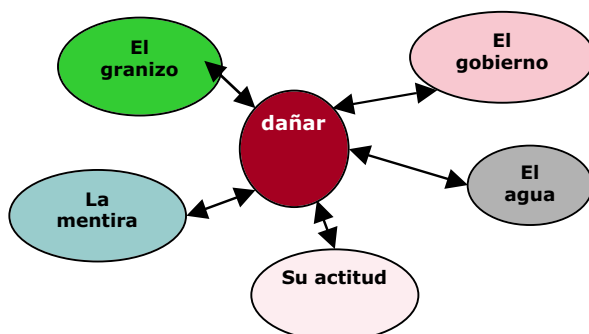 El
granizo
El
gobierno
dañar
La
mentira
El
agua
Su actitud